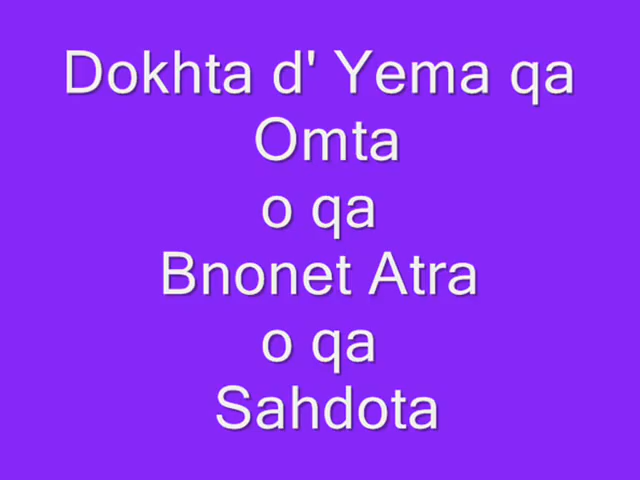 Dokhta d' Yema qa
Omta
o qa
Bnonet Atra
o qa
Sahdota